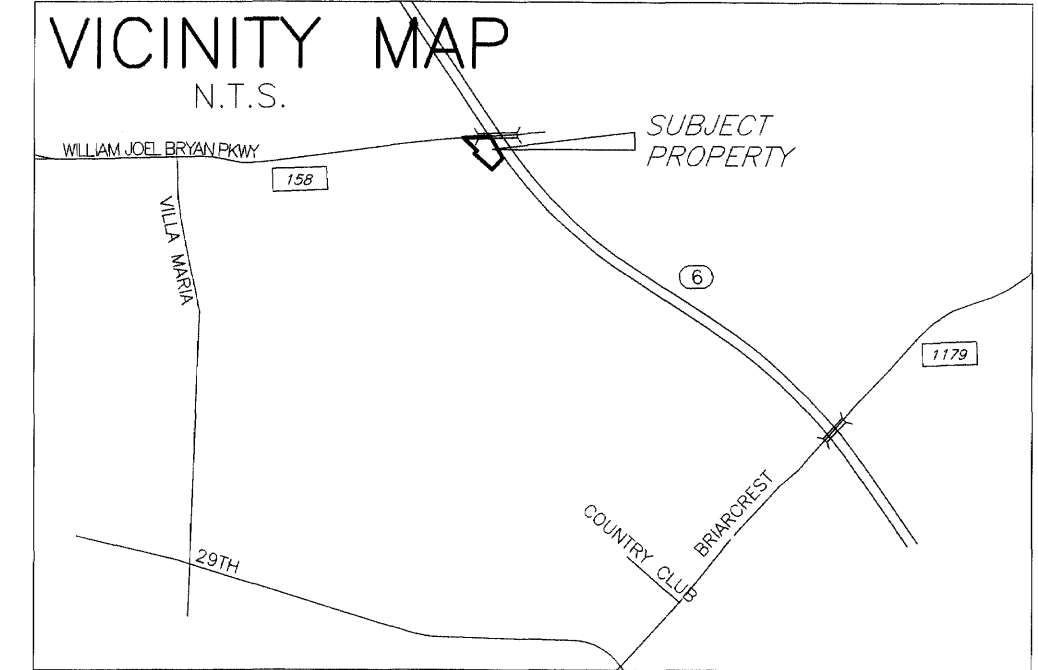 VICINITY MAP
N.T.S.
SUBJECT
PROPERTY
WILLIAM JOEL BRYAN PKWY
158
VILLA MARIA
6
1179
BRIARCREST
COUNTRY CLUB
29TH